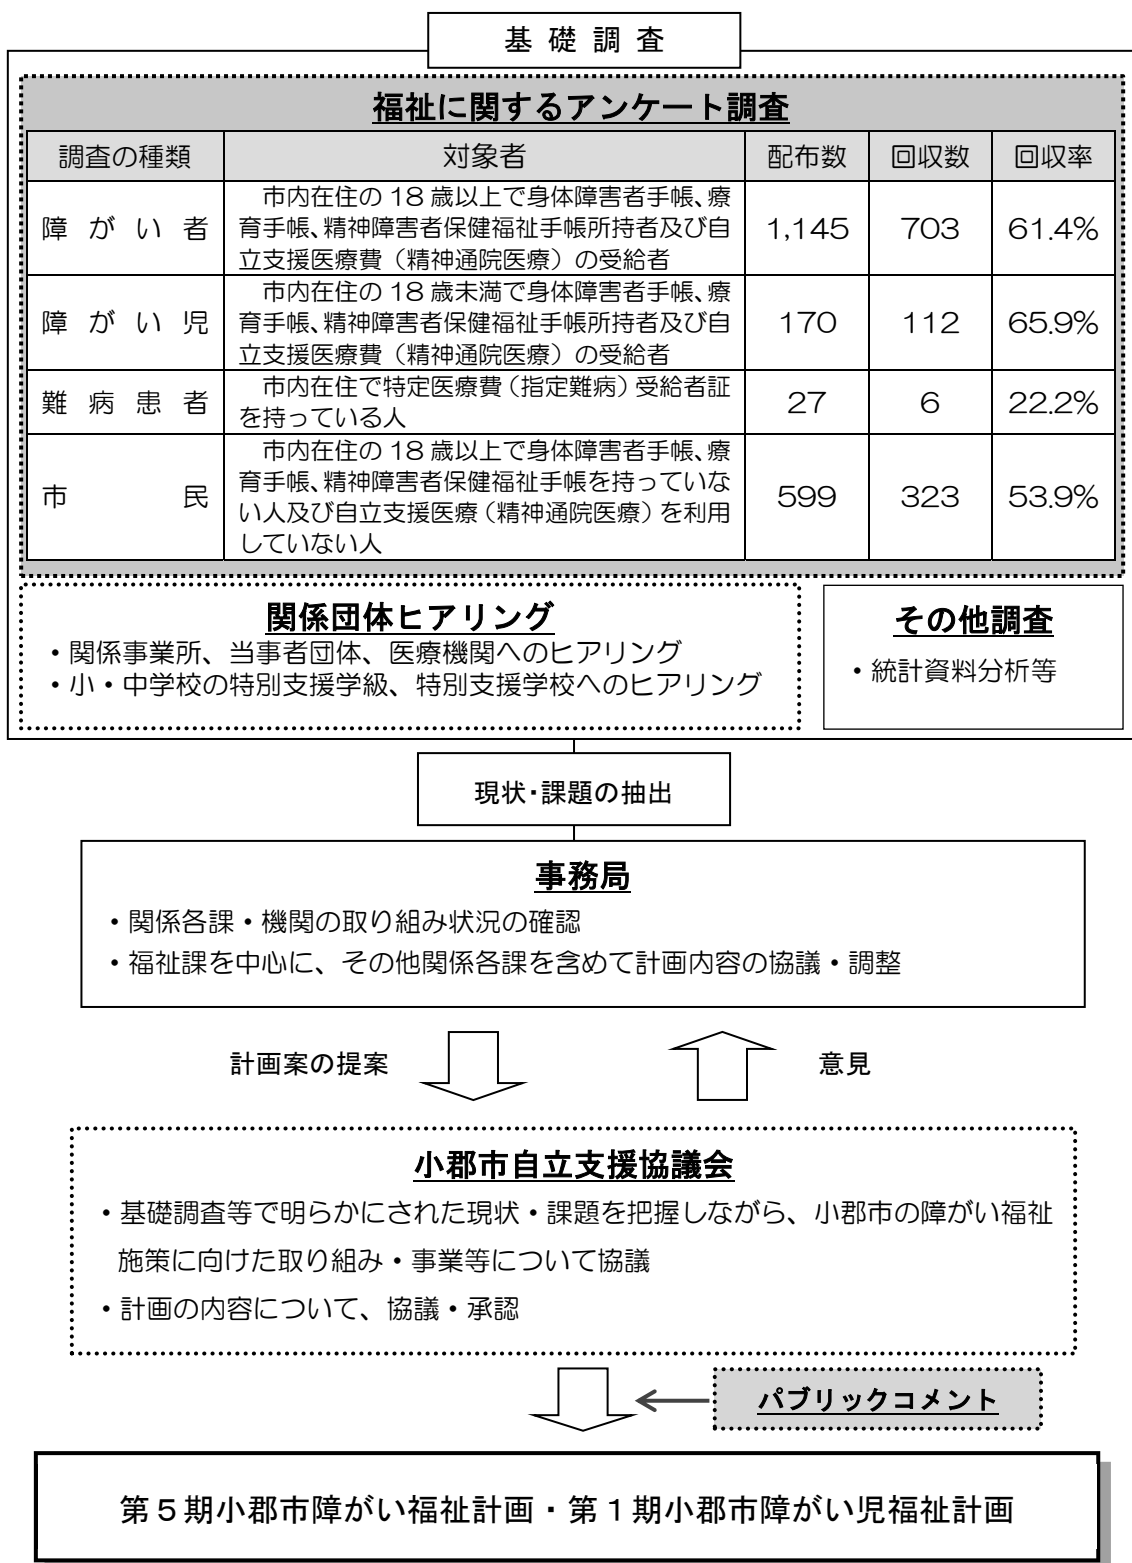 基礎調査
福祉に関するアンケート調査
調査の種類 対象者 配布数 回収数 回収率
障がい者 市内在住の 18 歳以上で身体障害者手帳、療
育手帳、精神障害者保健福祉手帳所持者及び自
立支援医療費（精神通院医療）の受給者 1,145 703 61.4%
障がい児 市内在住の 18 歳未満で身体障害者手帳、療
育手帳、精神障害者保健福祉手帳所持者及び自
立支援医療費（精神通院医療）の受給者 170 112 65.9%
難病患者 市内在住で特定医療費（指定難病）受給者証
を持っている人 27 6 22.2%
市民 市内在住の 18 歳以上で身体障害者手帳、療
育手帳、精神障害者保健福祉手帳を持っていな
い人及び自立支援医療（精神通院医療）を利用
していない人 599 323 53.9%
関係団体ヒアリング
・関係事業所、当事者団体、医療機関へのヒアリング
・小・中学校の特別支援学級、特別支援学校へのヒアリング
その他調査
・統計資料分析等
現状・課題の抽出
事務局
・関係各課・機関の取り組み状況の確認
・福祉課を中心に、その他関係各課を含めて計画内容の協議・調整
計画案の提案
意見
小郡市自立支援協議会
・基礎調査等で明らかにされた現状・課題を把握しながら、小郡市の障がい福祉
施策に向けた取り組み・事業等について協議
・計画の内容について、協議・承認
パブリックコメント
第５期小郡市障がい福祉計画・第１期小郡市障がい児福祉計画